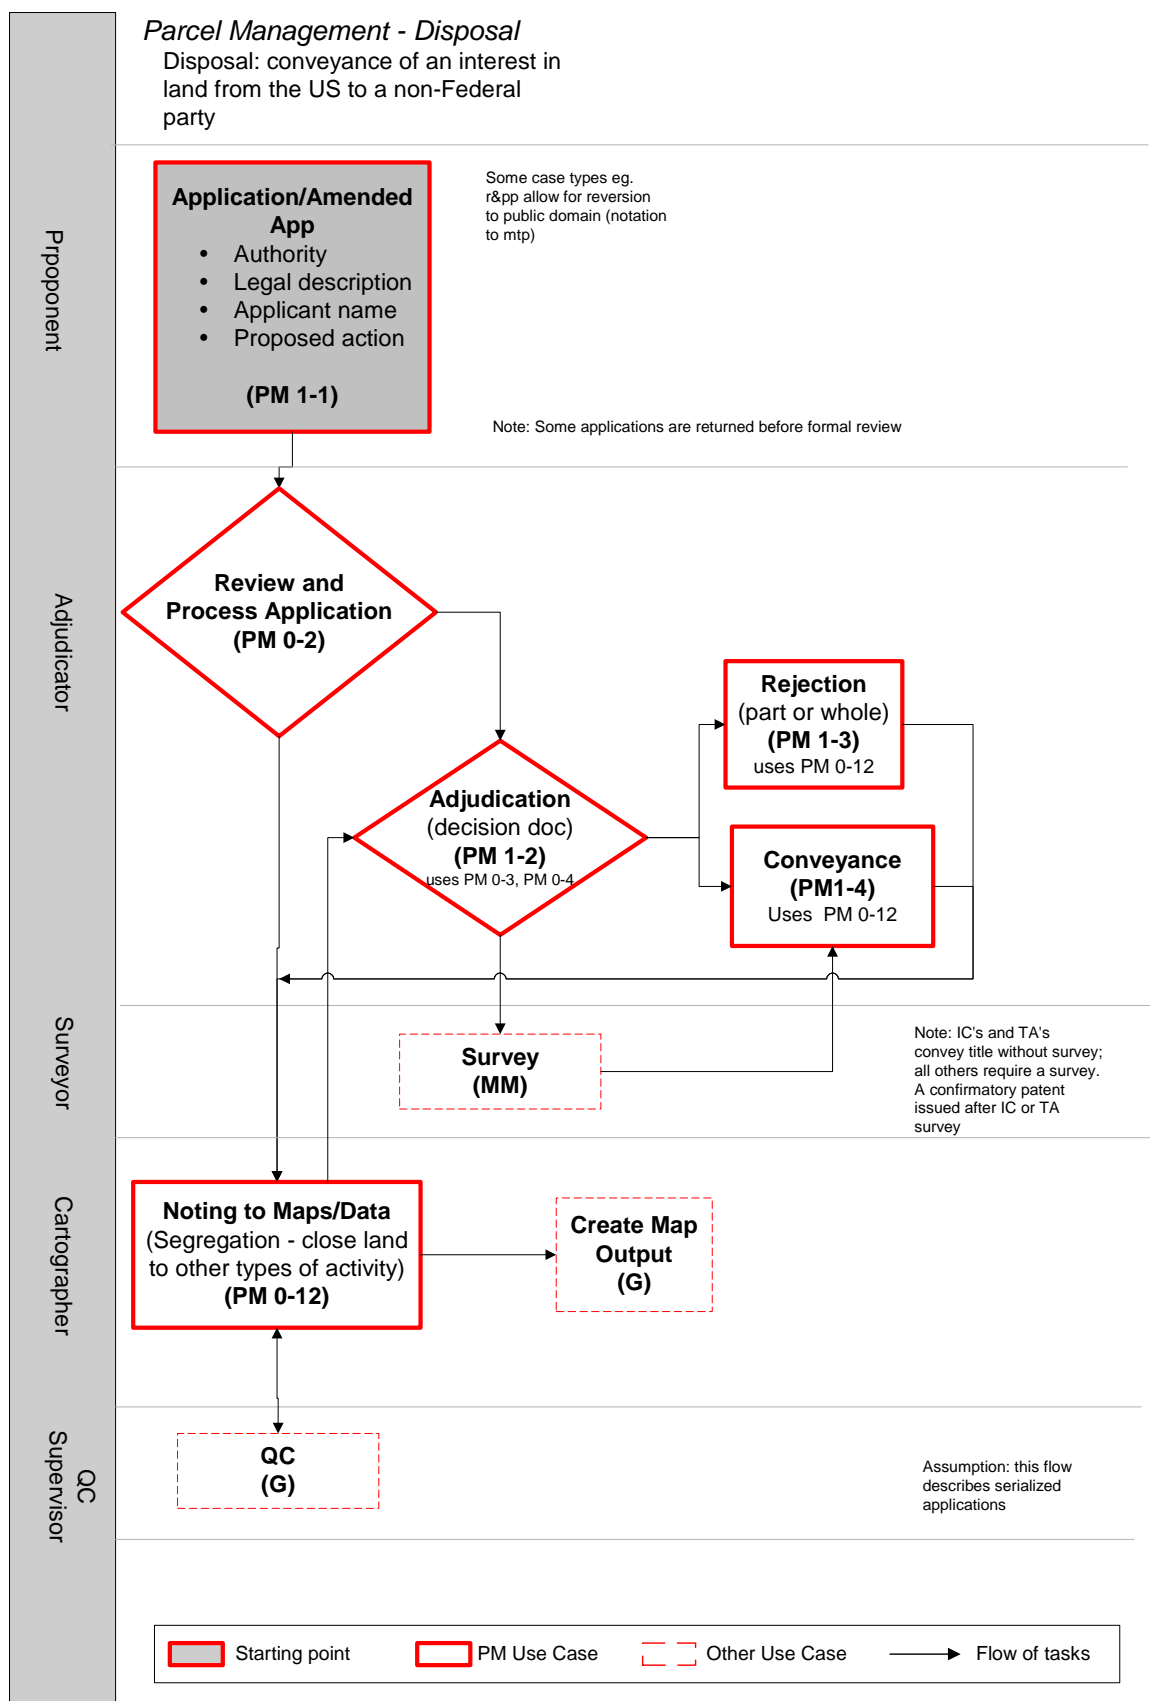 Parcel Management - Disposal
Disposal: conveyance of an interest in
land from the US to a non-Federal
party
Prpoponent
Application/Amended
App
• Authority
• Legal description
• Applicant name
• Proposed action
(PM 1-1)
Some case types eg.
r&pp allow for reversion
to public domain (notation
to mtp)
Note: Some applications are returned before formal review
Adjudicator
Review and
Process Application
(PM 0-2)
Rejection
(part or whole)
(PM 1-3)
uses PM 0-12
Adjudication
(decision doc)
(PM 1-2)
uses PM 0-3, PM 0-4
Conveyance
(PM1-4)
Uses PM 0-12
Surveyor
Survey
(MM)
Note: IC's and TA's
convey title without survey;
all others require a survey.
A confirmatory patent
issued after IC or TA
survey
Cartographer
Noting to Maps/Data
(Segregation - close land
to other types of activity)
(PM 0-12)
Create Map
Output
(G)
QC
Supervisor
QC
(G)
Assumption: this flow
describes serialized
applications
Starting point
PM Use Case
Other Use Case
Flow of tasks